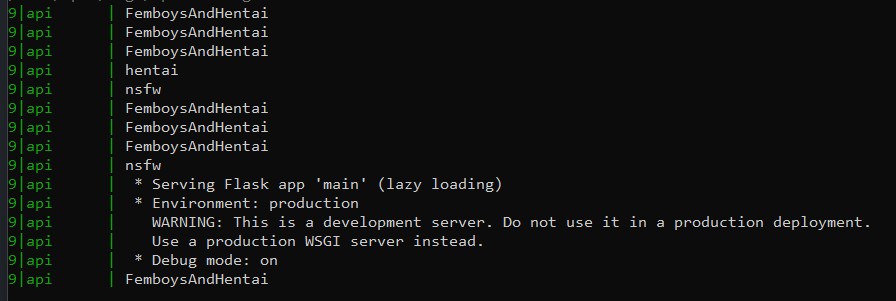 9|api | FemboysAndHentai
9|api | FemboysAndHentai
9|api | FemboysAndHentai
9|api | hentai
9|api | nsfw
9|api | FemboysAndHentai
9|api | FemboysAndHentai
9|api | FemboysAndHentai
9|api | nsfw
9|api | * Serving Flask app 'main' (lazy loading)
9|api | * Environment: production
9|api | WARNING: This is a development server. Do not use it in a production deployment.
9|api | Use a production WSGI server instead.
9|api | * Debug mode: on
9|api | FemboysAndHentai